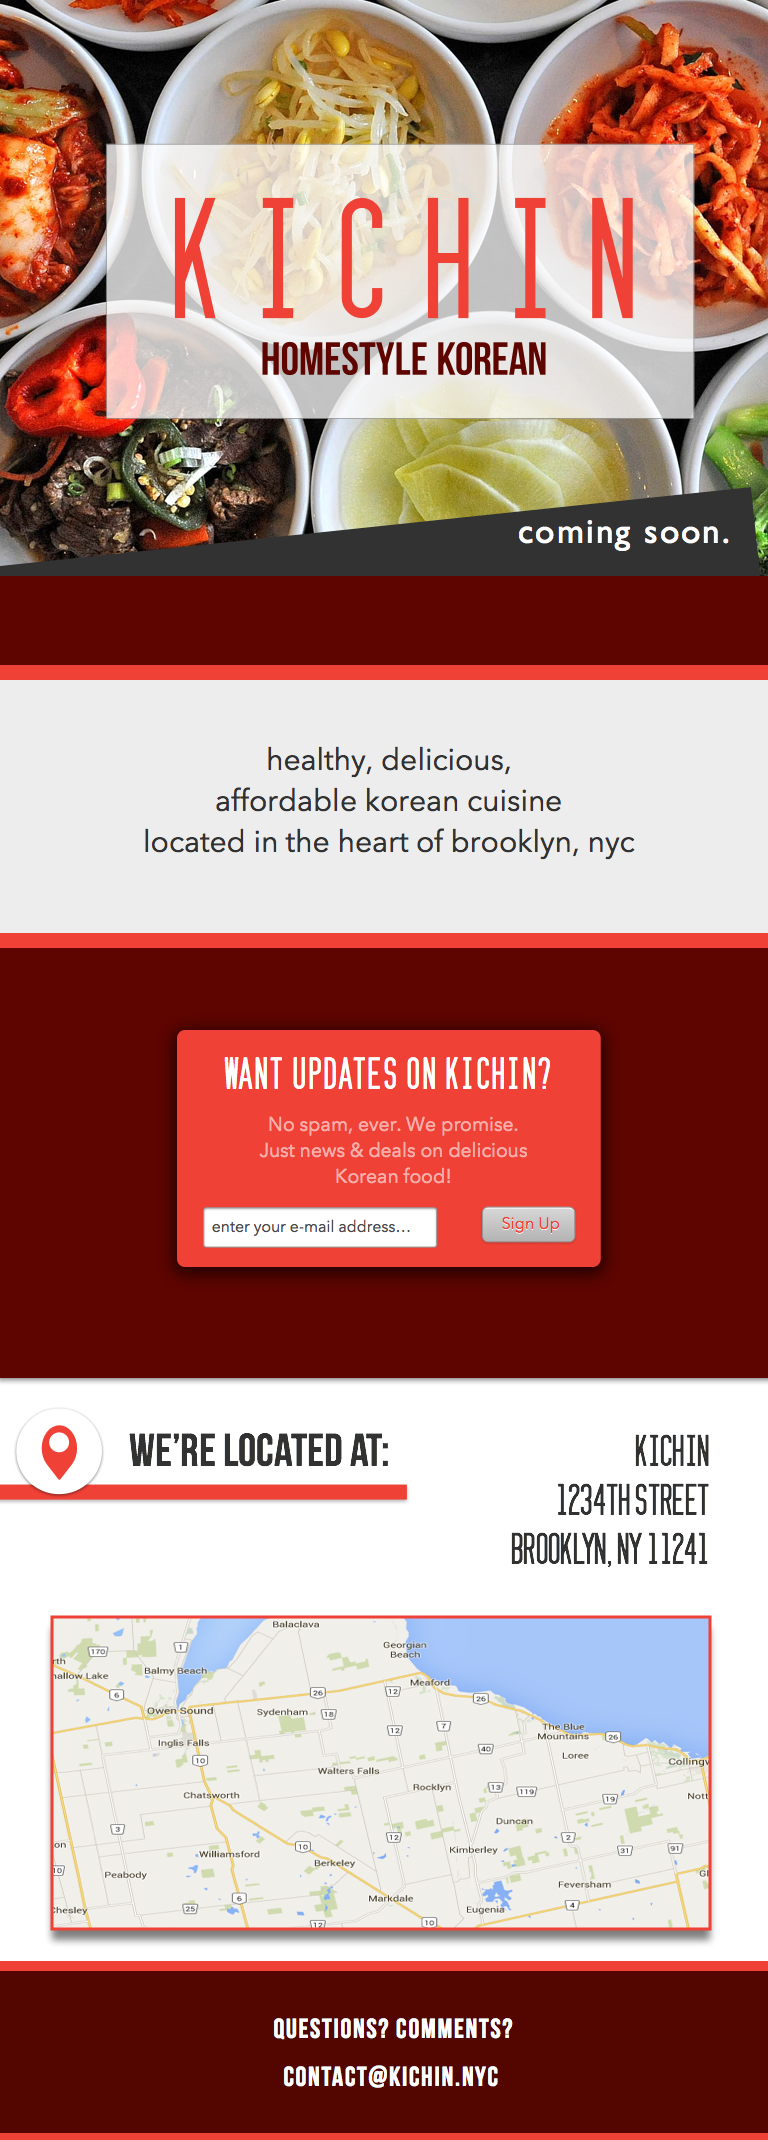 KICHIN
HOMESTYLE KOREAN
coming soon.
healthy, delicious,
affordable korean cuisine
located in the heart of brooklyn, nyc
WANT UPDATES ON KICHIN?
No spam, ever. We promise.
Just news & deals on delicious
Korean food!
enter your e-mail address...
Sign Up
WE'RE LOCATED AT:
KICHIN
1234TH STREET
BROOKLYN, NY 11241
Balaclava
170
1
Georgian
Beach
rth
hallow Lake
Balmy Beach
Meaford
6
26
12
26
Owen Sound
Sydenham
18
12
7
The Blue
Mountains
26
Inglis Falls
40
Loree
10
Collingw
Walters Falls
Rocklyn
13
119
Chatsworth
19
Nott
Duncan
3
12
2
on
10
Kimberley
31
91
Williamsford
Berkeley
10
Peabody
Gl
Feversham
6
Markdale
4
Chesley
25
Eugenia
12
10
QUESTIONS? COMMENTS?
CONTACT@KICHIN.NYC